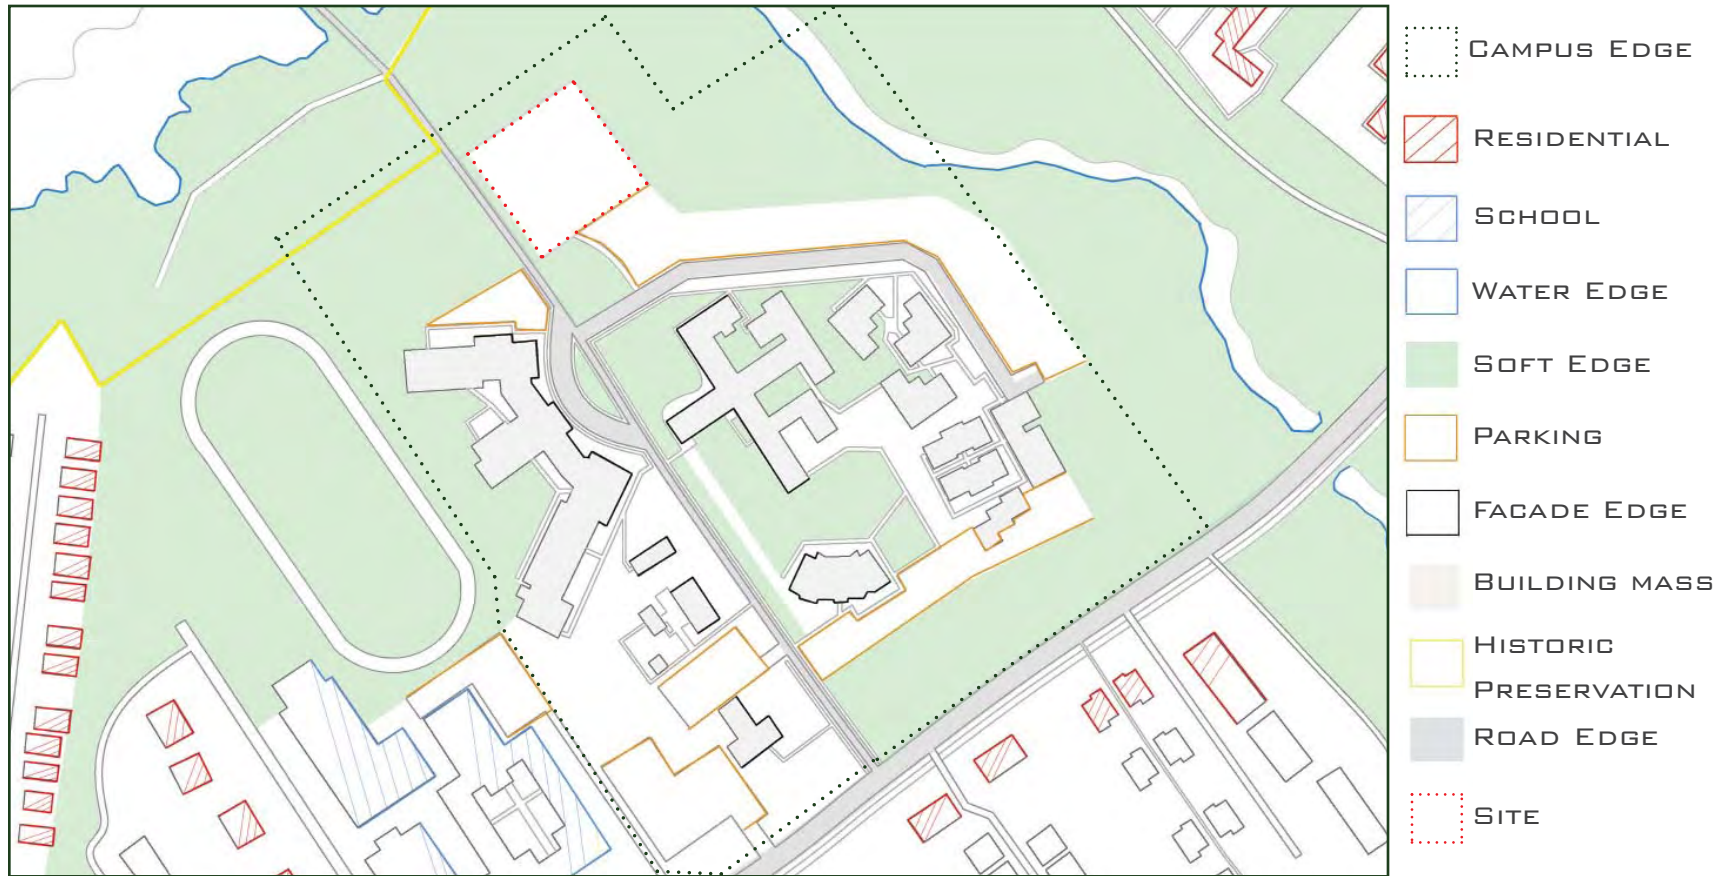 CAMPUS EDGE
RESIDENTIAL
SCHOOL
WATER EDGE
SOFT EDGE
PARKING
FACADE EDGE
BUILDING MASS
HISTORIC
PRESERVATION
ROAD EDGE
SITE